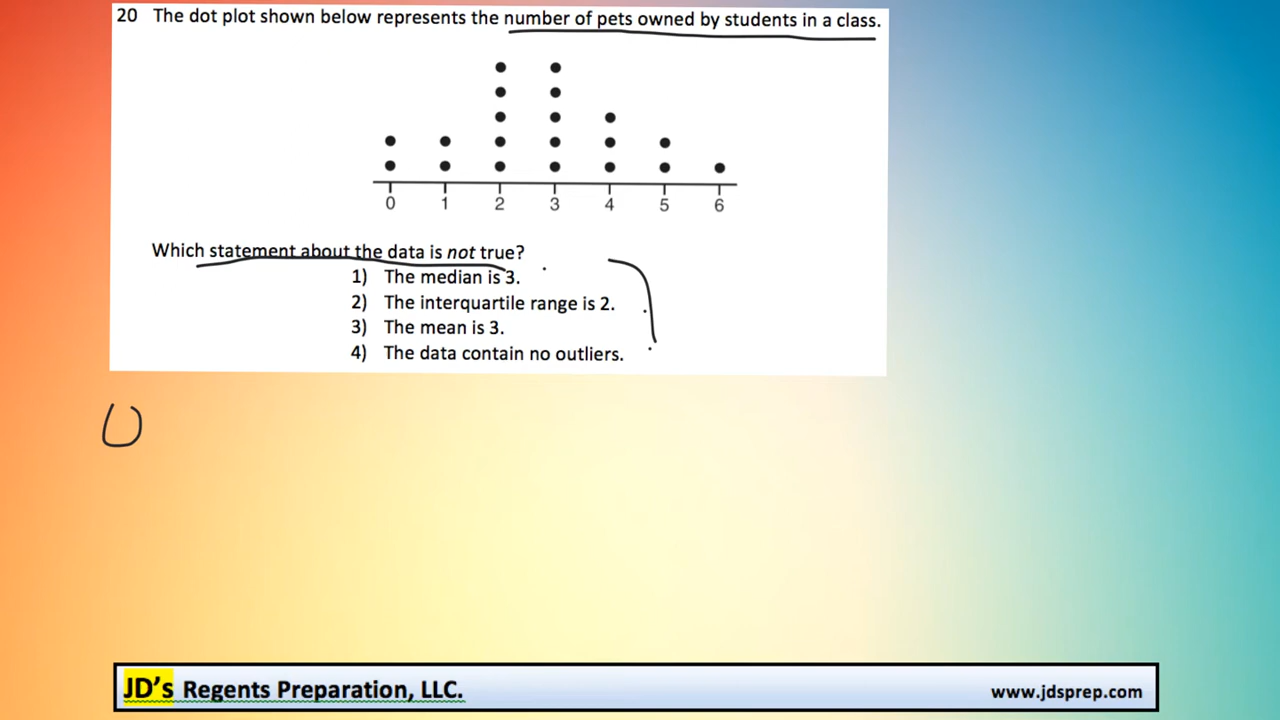 20 The dot plot shown below represents the number of pets owned by students in a class.
0 1 2 3 4 5 6
Which statement about the data is not true?
1) The median is 3.
2) The interquartile range is 2.
3) The mean is 3.
4) The data contain no outliers.
0
JD's Regents Preparation, LLC. www.jdsprep.com